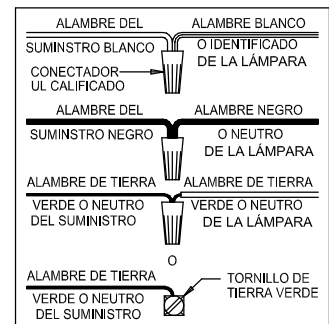 ALAMBRE DEL ALAMBRE BLANCO
SUMINSTRO BLANCO O IDENTIFICADO
DE LA LÁMPARA
CONECTADOR
UL CALIFICADO
ALAMBRE DEL ALAMBRE NEGRO
SUMINSTRO NEGRO O NEUTRO
DE LA LÁMPARA
ALAMBRE DE TIERRA ALAMBRE DE TIERRA
VERDE O NEUTRO VERDE O NEUTRO
DEL SUMINISTRO DE LA LÁMPARA
O
ALAMBRE DE TIERRA TORNILLO DE
VERDE O NEUTRO TIERRA VERDE
DEL SUMINISTRO